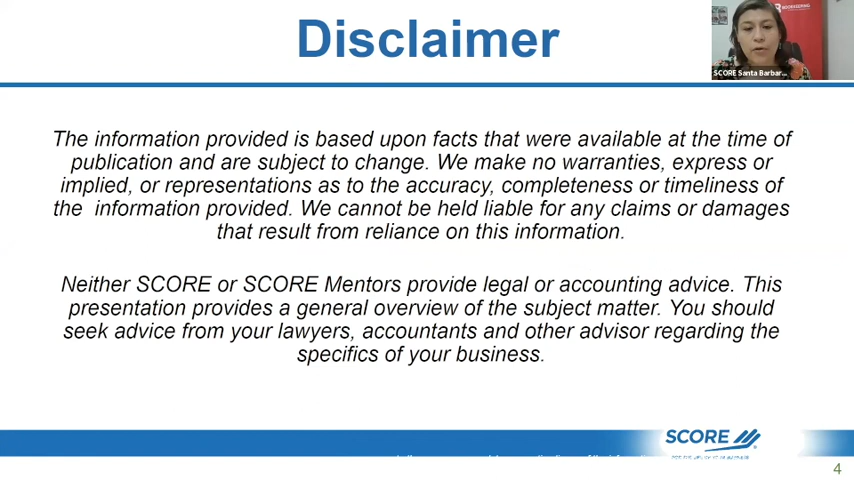 Disclaimer
BOOKKEEPING
SCORE Santa Barbar...
The information provided is based upon facts that were available at the time of
publication and are subject to change. We make no warranties, express or
implied, or representations as to the accuracy, completeness or timeliness of
the information provided. We cannot be held liable for any claims or damages
that result from reliance on this information.
Neither SCORE or SCORE Mentors provide legal or accounting advice. This
presentation provides a general overview of the subject matter. You should
seek advice from your lawyers, accountants and other advisor regarding the
specifics of your business.
SCORE
4